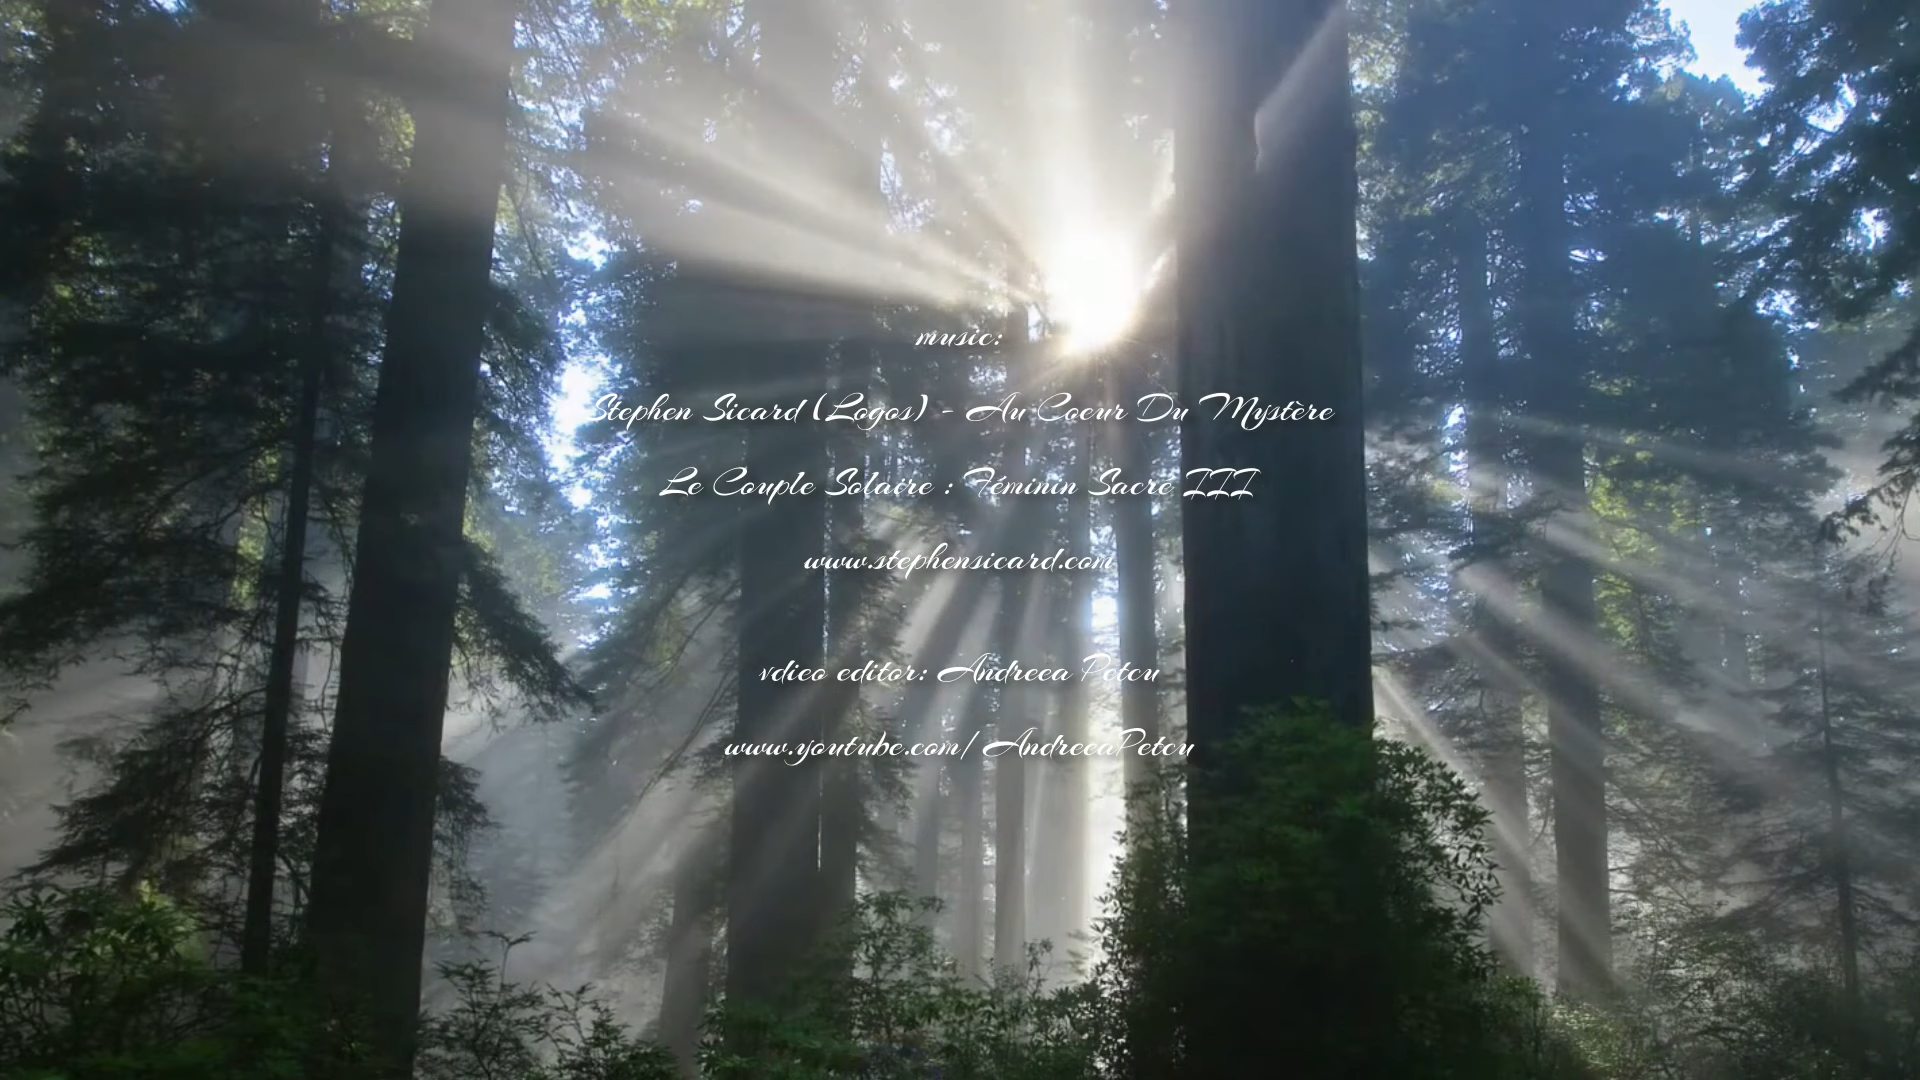 music:
Stephen Sicard (Logos) - Au Coeur Du Mystère
Le Couple Solaire : Féminin Sacré III
www.stephensicard.com
vdieo editor: Andreea Petcu
www.youtube.com/AndreeaPetcu